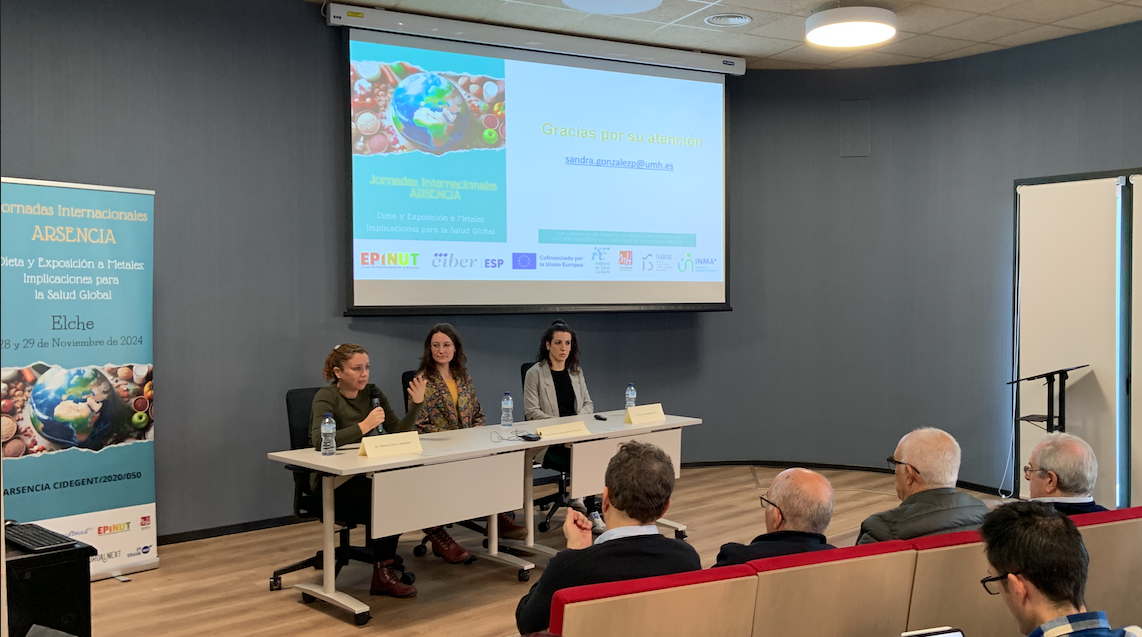 Jornadas Internacionales
ARSENCIA
Dieta y Exposición a Metales:
Implicaciones para la Salud Global
Gracias por su atención
sandra.gonzalezp@umh.es
EPiNUT
ciber ESP
Cofinanciado por
la Unión Europea
INMA
Jornadas Internacionales
ARSENCIA
Dieta y Exposición a Metales:
Implicaciones para
la Salud Global
Elche
28 y 29 de Noviembre de 2024
ARSENCIA CIDEGENT/2020/050
EPiNUT